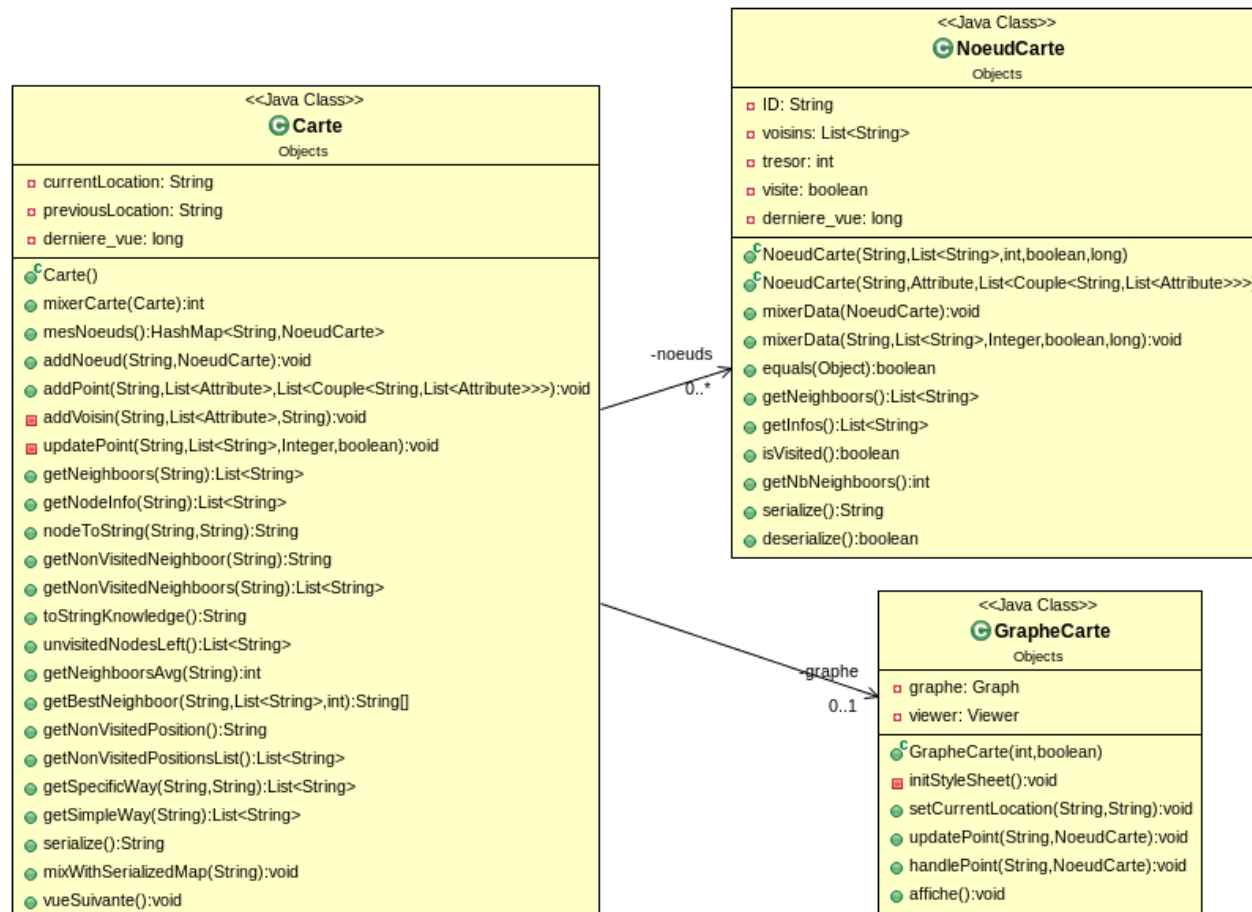 <<Java Class>>
Carte
Objects
currentLocation: String
previousLocation: String
derniere_vue: long
Carte()
mixerCarte(Carte):int
mesNoeuds():HashMap<String,NoeudCarte>
addNoeud(String,NoeudCarte):void
addPoint(String,List<Attribute>,List<Couple<String,List<Attribute>>>):void
addVoisin(String,List<Attribute>,String):void
updatePoint(String,List<String>,Integer,boolean):void
getNeighboors(String):List<String>
getNodeInfo(String):List<String>
nodeToString(String,String):String
getNonVisitedNeighboor(String):String
getNonVisitedNeighboors(String):List<String>
toStringKnowledge():String
unvisitedNodesLeft():List<String>
getNeighboorsAvg(String):int
getBestNeighboor(String,List<String>,int):String[]
getNonVisitedPosition():String
getNonVisitedPositionsList():List<String>
getSpecificWay(String,String):List<String>
getSimpleWay(String):List<String>
serialize():String
mixWithSerializedMap(String):void
vueSuivante():void
-noeuds
0..*
<<Java Class>>
NoeudCarte
Objects
ID: String
voisins: List<String>
tresor: int
visite: boolean
derniere_vue: long
NoeudCarte(String,List<String>,int,boolean,long)
NoeudCarte(String,Attribute,List<Couple<String,List<Attribute>>>)
mixerData(NoeudCarte):void
mixerData(String,List<String>,Integer,boolean,long):void
equals(Object):boolean
getNeighboors():List<String>
getInfos():List<String>
isVisited():boolean
getNbNeighboors():int
serialize():String
deserialize():boolean
-graphe
0..1
<<Java Class>>
GrapheCarte
Objects
graphe: Graph
viewer: Viewer
GrapheCarte(int,boolean)
initStyleSheet():void
setCurrentLocation(String,String):void
updatePoint(String,NoeudCarte):void
handlePoint(String,NoeudCarte):void
affiche():void